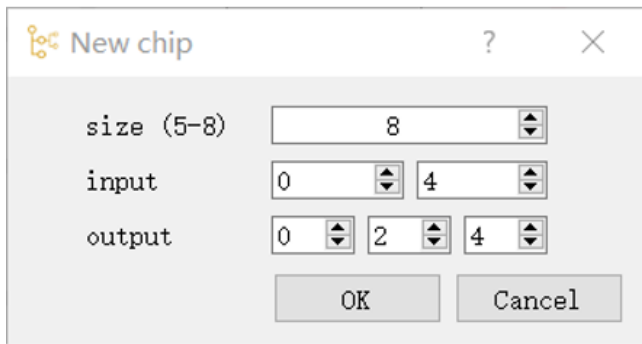 New chip ?
size (5-8) 8
input 0 4
output 0 2 4
OK Cancel